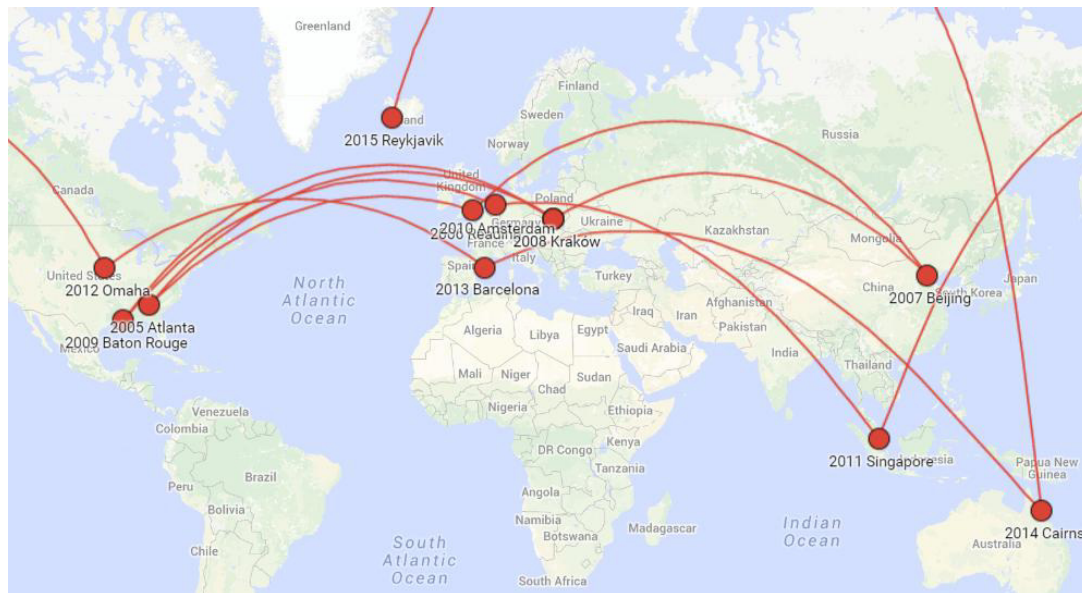 Greenland
Finland
Sweden
Norway
Russia
2015 Reykjavik
United
Kingdom
Canada
Poland
Germany
2010 Amsterdam
Ukraine
2008 Kraków
France
Kazakhstan
Mongolia
United States
2012 Omaha
Spain
Italy
2013 Barcelona
Turkey
China
South Korea
Japan
2007 Beijing
North
Atlantic
Ocean
2005 Atlanta
2009 Baton Rouge
Mexico
Afghanistan
Iraq
Iran
Pakistan
Algeria
Libya
Egypt
Saudi Arabia
India
Thailand
Mali
Niger
Sudan
Chad
Venezuela
Nigeria
Ethiopia
Colombia
Kenya
DR Congo
2011 Singapore
Papua New
Guinea
Tanzania
Brazil
Peru
Angola
Bolivia
Namibia
Botswana
Madagascar
Indian
Ocean
2014 Cairns
Australia
Chile
South
Atlantic
Ocean
South Africa